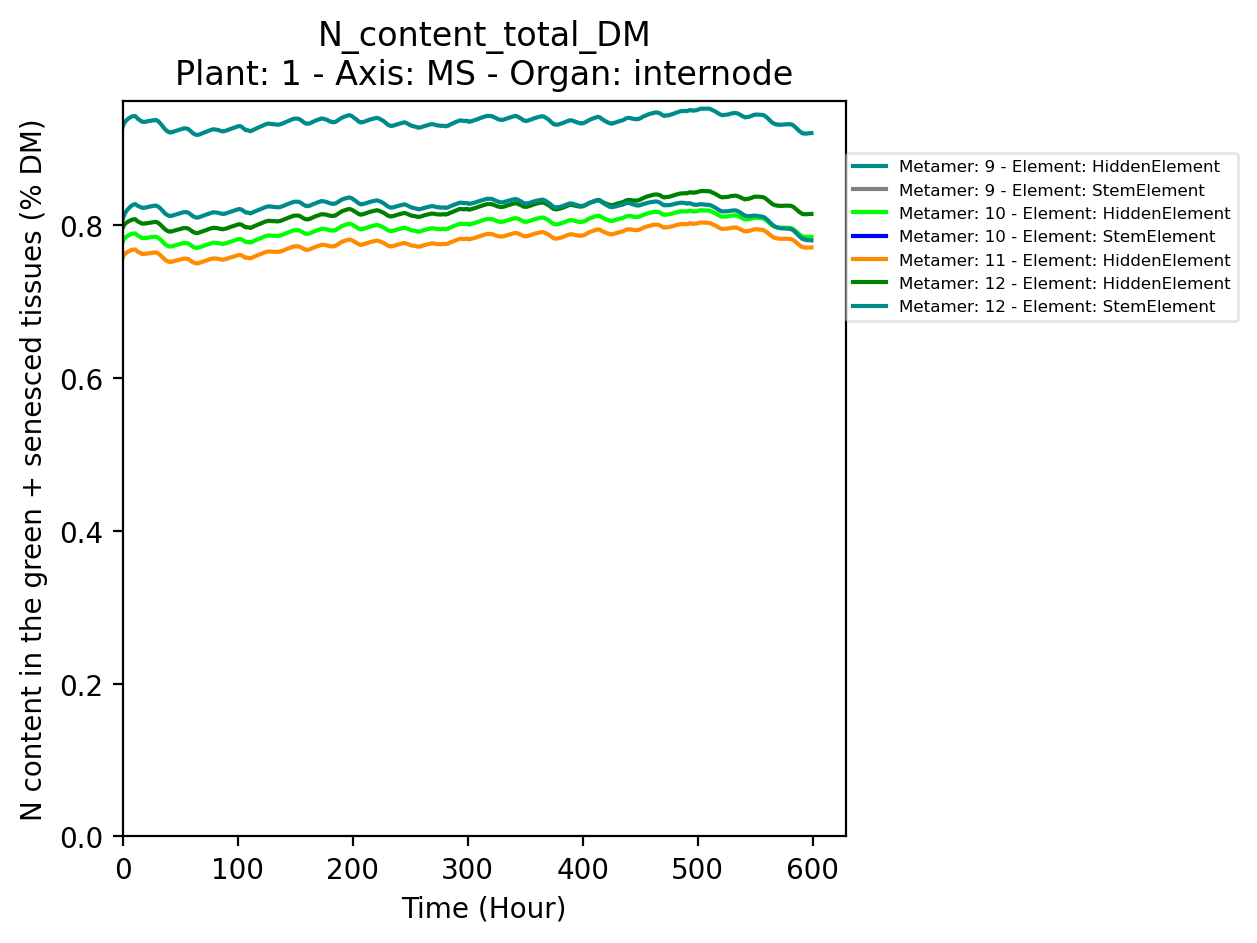 N_content_total_DM
Plant: 1 - Axis: MS - Organ: internode
N content in the green + senesced tissues (% DM)
0.8
0.6
0.4
0.2
0.0
0 100 200 300 400 500 600
Time (Hour)
Metamer: 9 - Element: HiddenElement
Metamer: 9 - Element: StemElement
Metamer: 10 - Element: HiddenElement
Metamer: 10 - Element: StemElement
Metamer: 11 - Element: HiddenElement
Metamer: 12 - Element: HiddenElement
Metamer: 12 - Element: StemElement